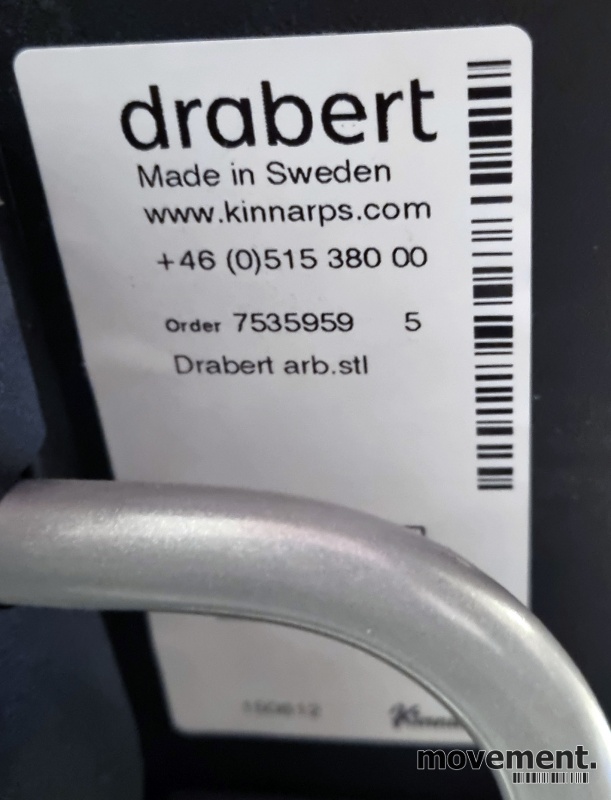 drabert
Made in Sweden
www.kinnarps.com
+46 (0)515 380 00
Order 7535959 5
Drabert arb.stl
movement.